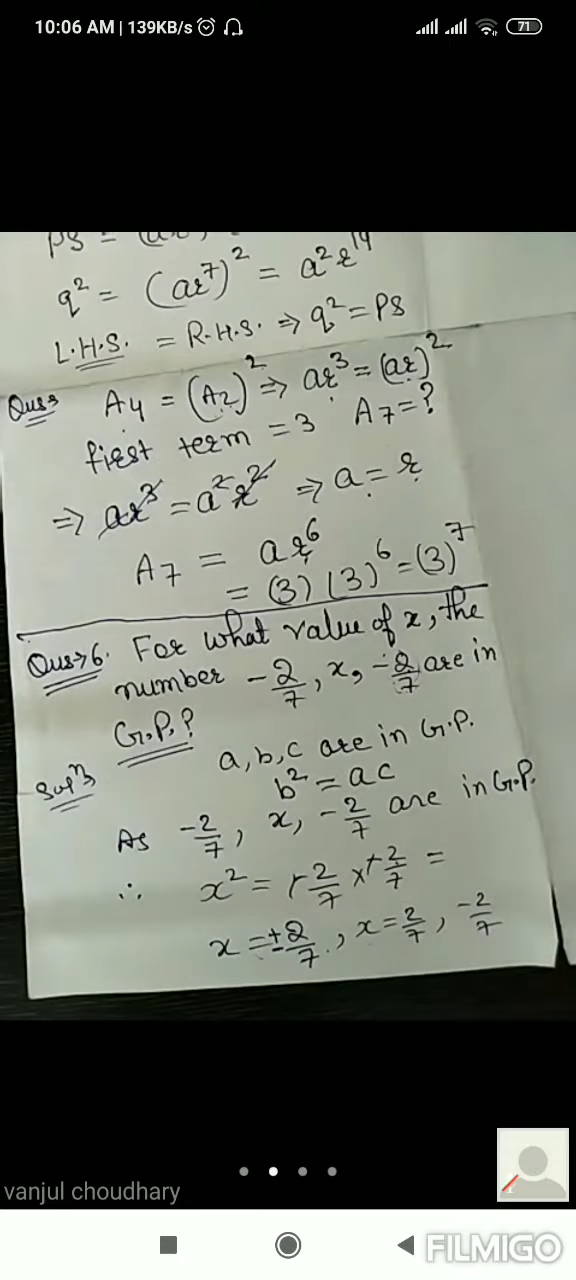 10:06 AM | 139KB/s
71
q² = (ar⁷)² = a²r¹⁴
L.H.S. = R.H.S. ⇒ q² = PS
Ques A₄ = (A₂)² ⇒ ar³ = (ar)²
first term = 3 A₇ = ?
⇒ ar³ = a²r² ⇒ a = r
A₇ = ar⁶
= (3) (3)⁶ = (3)⁷
Ques→6. For what value of x, the
number -2/7, x, -2/7 are in
G.P.?
Solⁿ a, b, c are in G.P.
b² = ac
As -2/7, x, -2/7 are in G.P.
∴ x² = -2/7 × -2/7 =
x = ±2/7, x = 2/7, -2/7
vanjul choudhary
FILMIGO